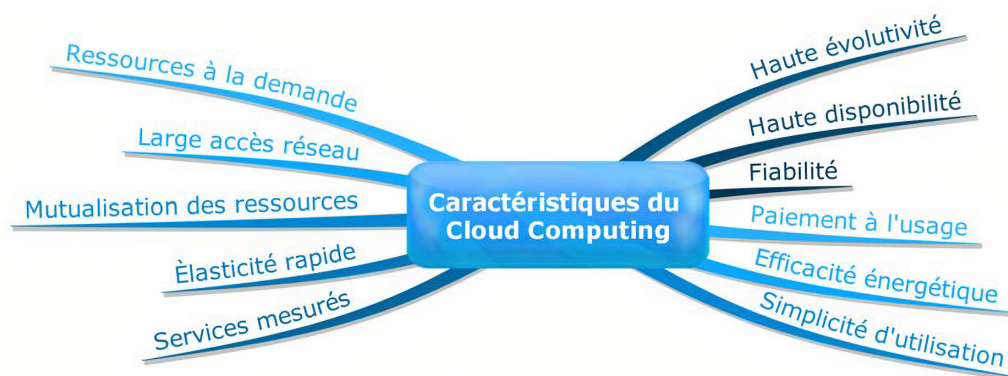 Ressources à la demande
Large accès réseau
Mutualisation des ressources
Èlasticité rapide
Services mesurés
Caractéristiques du
Cloud Computing
Haute évolutivité
Haute disponibilité
Fiabilité
Paiement à l'usage
Efficacité énergétique
Simplicité d'utilisation